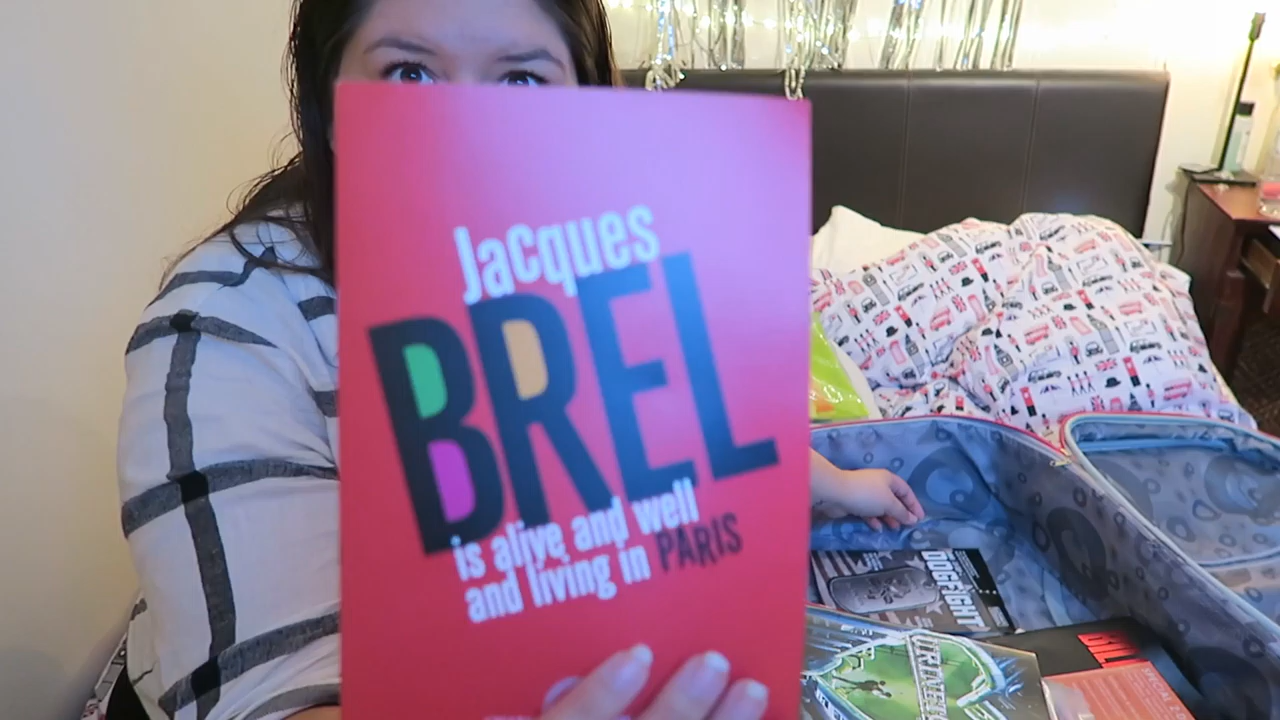 Jacques
BREL
is alive and well
and living in PARIS
DOGFIGHT